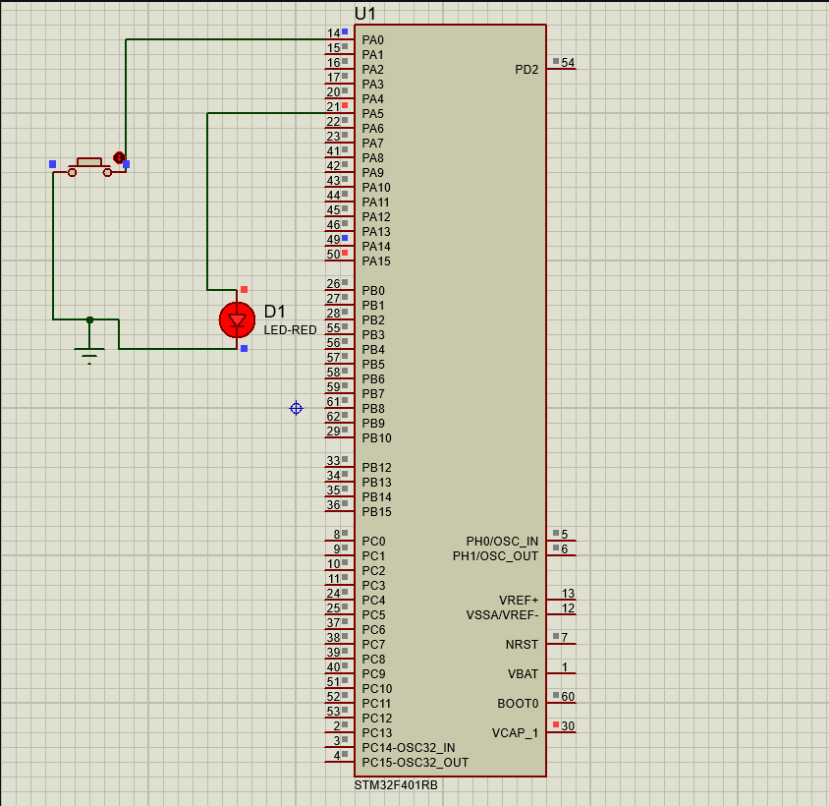 U1
14 PA0
15 PA1
16 PA2
PD2 54
17 PA3
20 PA4
21 PA5
22 PA6
23 PA7
41 PA8
42 PA9
43 PA10
44 PA11
45 PA12
46 PA13
49 PA14
50 PA15
26 PB0
27 PB1
28 PB2
55 PB3
56 PB4
57 PB5
58 PB6
59 PB7
61 PB8
62 PB9
29 PB10
D1
LED-RED
33 PB12
34 PB13
35 PB14
36 PB15
8 PC0
PH0/OSC_IN 5
9 PC1
PH1/OSC_OUT 6
10 PC2
11 PC3
24 PC4
VREF+ 13
25 PC5
VSSA/VREF- 12
37 PC6
38 PC7
NRST 7
39 PC8
40 PC9
VBAT 1
51 PC10
52 PC11
BOOT0 60
53 PC12
2 PC13
VCAP_1 30
3 PC14-OSC32_IN
4 PC15-OSC32_OUT
STM32F401RB